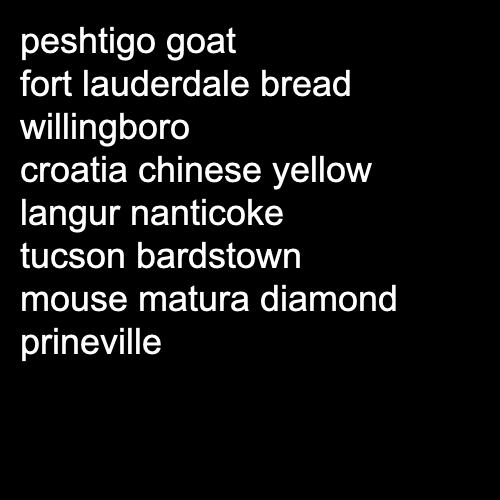 peshtigo goat
fort lauderdale bread
willingboro
croatia chinese yellow
langur nanticoke
tucson bardstown
mouse matura diamond
prineville